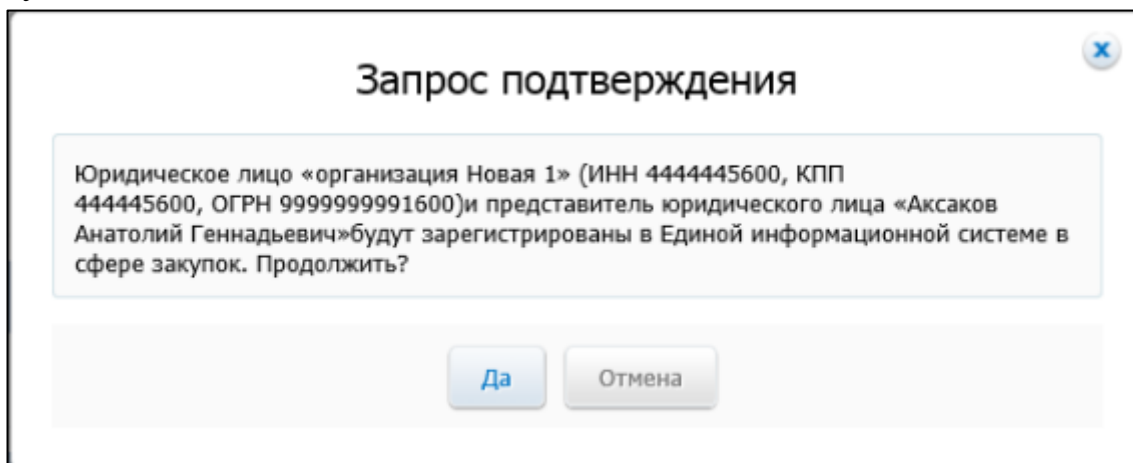 Запрос подтверждения
Юридическое лицо «организация Новая 1» (ИНН 4444445600, КПП
444445600, ОГРН 9999999991600)и представитель юридического лица «Аксаков
Анатолий Геннадьевич»будут зарегистрированы в Единой информационной системе в
сфере закупок. Продолжить?
Да
Отмена